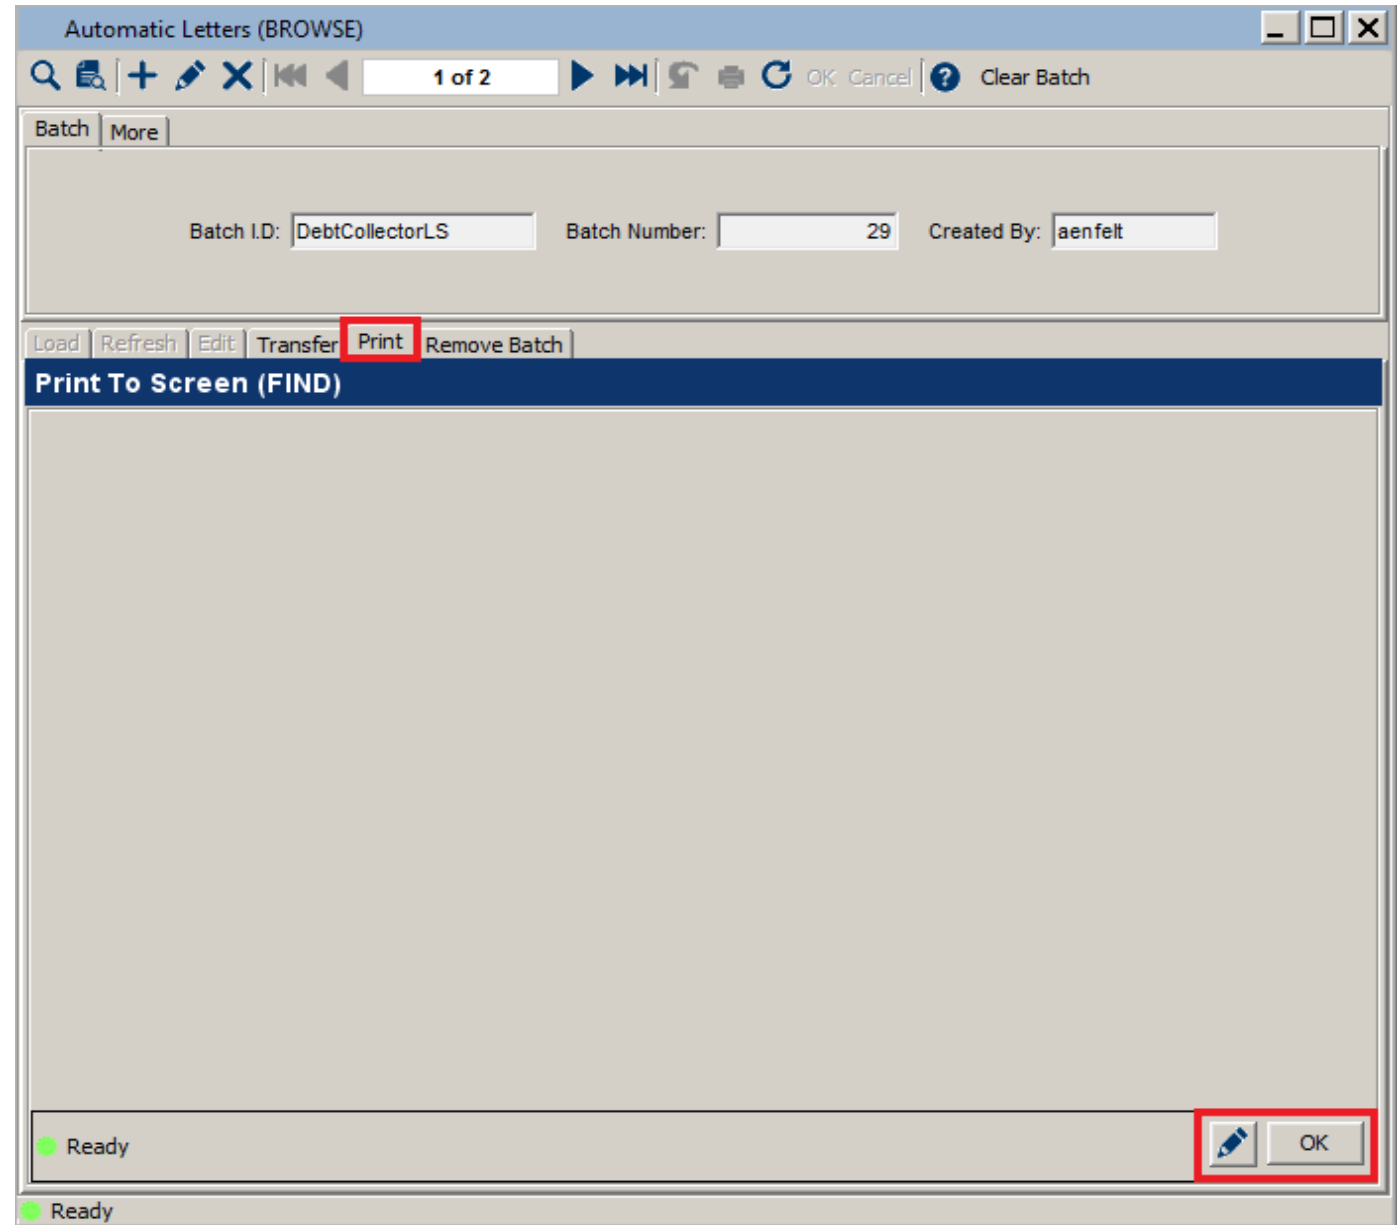 Automatic Letters (BROWSE)
1 of 2 OK Cancel ? Clear Batch
Batch More
Batch I.D: DebtCollectorLS Batch Number: 29 Created By: aenfelt
Load Refresh Edit Transfer Print Remove Batch
Print To Screen (FIND)
Ready OK
Ready